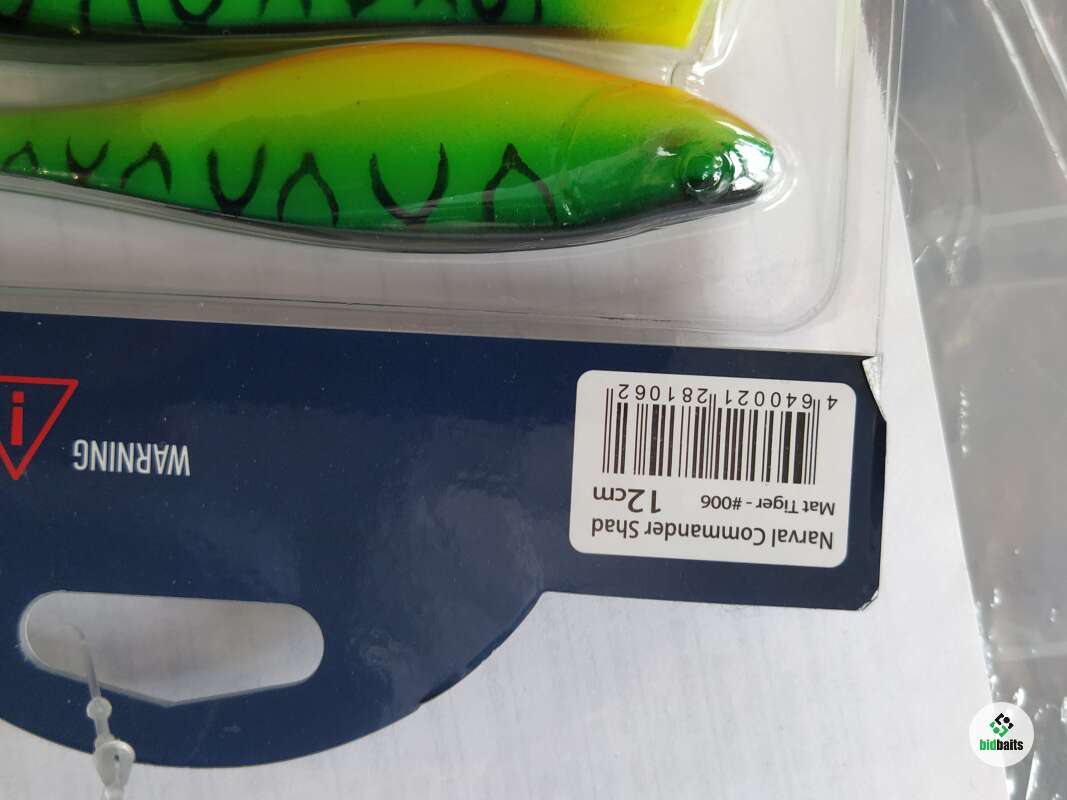 WARNING
Narval Commander Shad
Mat Tiger - #006 12cm
4 640021 281062
bidbaits